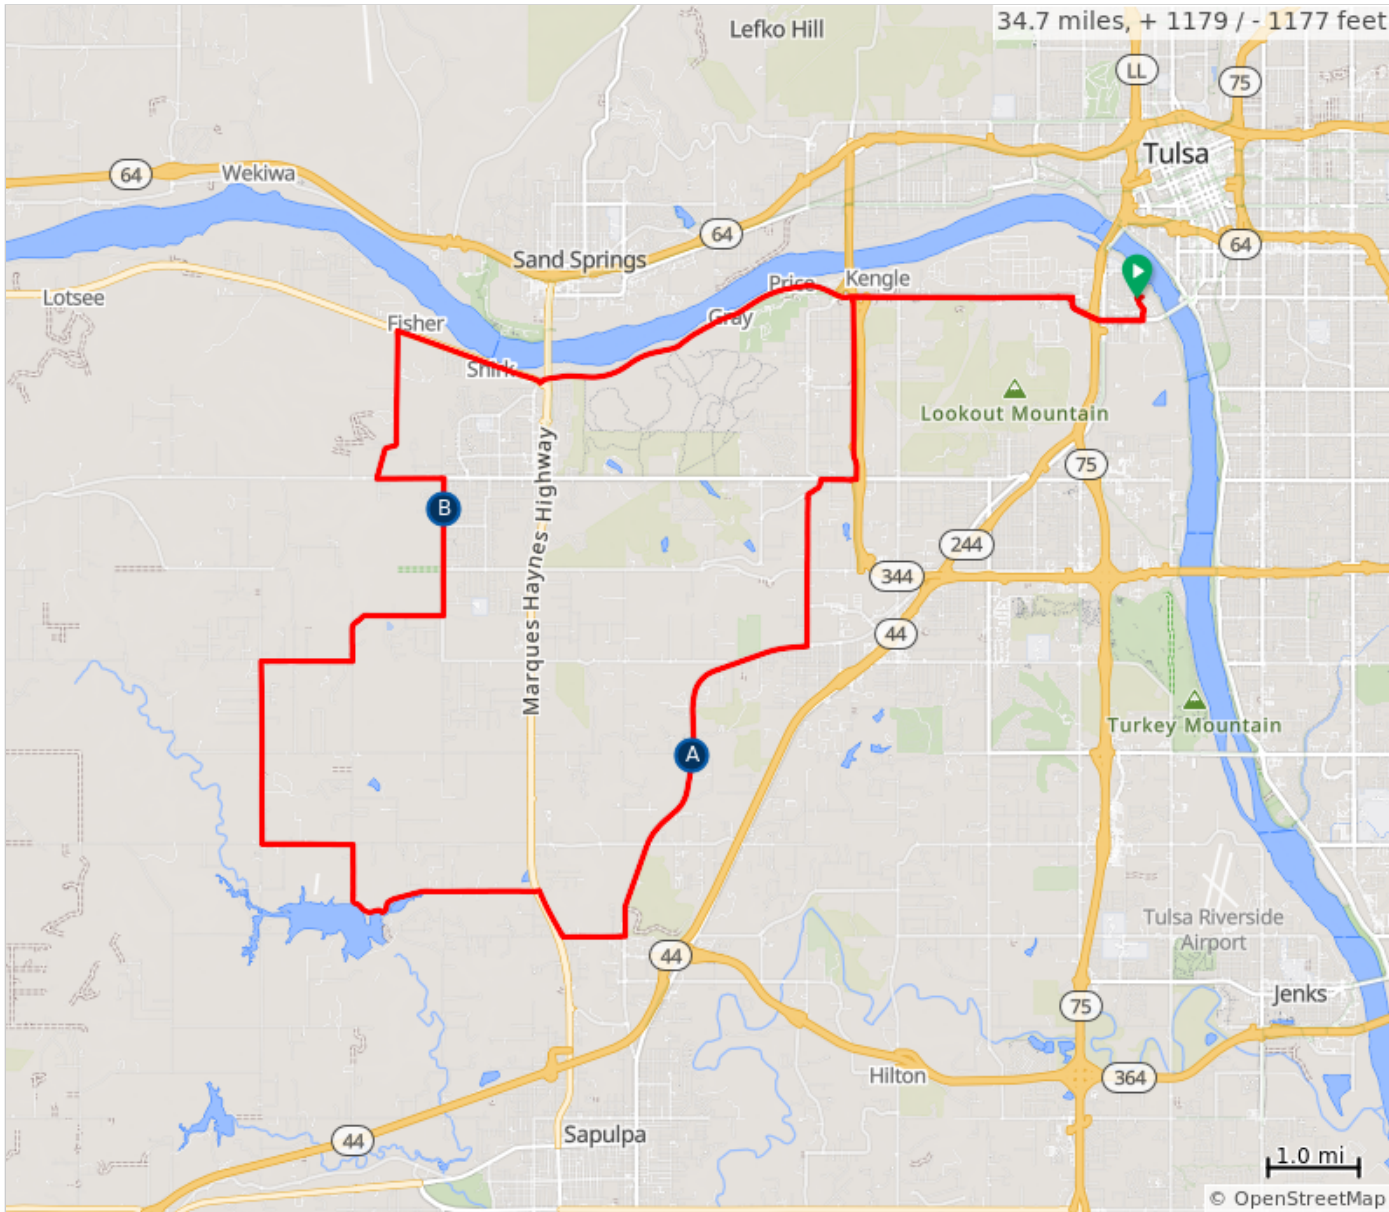 34.7 miles, + 1179 / - 1177 feet
Lefko Hill
LL
75
Tulsa
64
Wekiwa
64
64
Sand Springs
Kengle
Price
Lotsee
Gray
Fisher
Shirk
Lookout Mountain
75
Marques Haynes Highway
B
244
344
44
Turkey Mountain
A
Tulsa Riverside
Airport
44
Jenks
75
Hilton
364
Sapulpa
44
1.0 mi
© OpenStreetMap